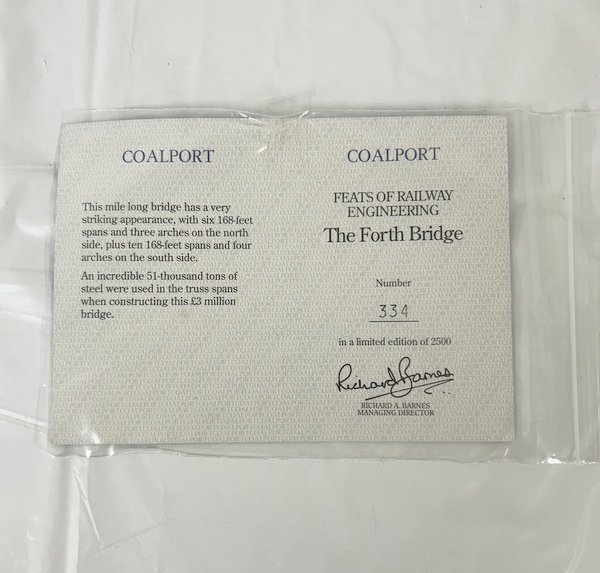 COALPORT
This mile long bridge has a very
striking appearance, with six 168-feet
spans and three arches on the north
side, plus ten 168-feet spans and four
arches on the south side.
An incredible 51-thousand tons of
steel were used in the truss spans
when constructing this £3 million
bridge.
COALPORT
FEATS OF RAILWAY
ENGINEERING
The Forth Bridge
Number
334
in a limited edition of 2500
Richard Barnes
RICHARD A. BARNES
MANAGING DIRECTOR